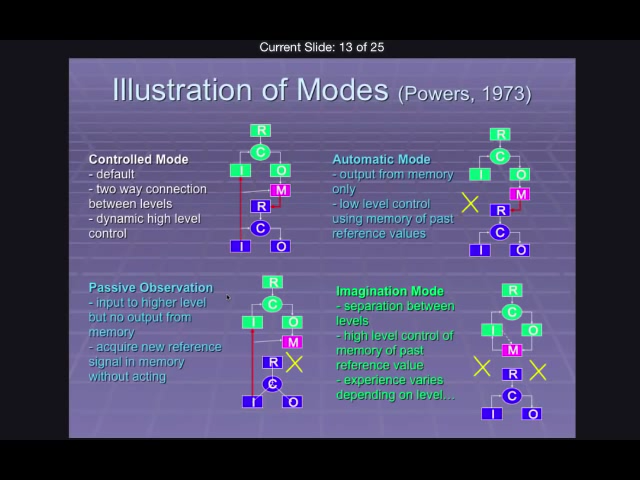 Current Slide: 13 of 25
Illustration of Modes (Powers, 1973)
Controlled Mode
- default
- two way connection
between levels
- dynamic high level
control
R
C
I O
M
R
C
I O
Automatic Mode
- output from memory
only
- low level control
using memory of past
reference values
R
C
I O
M
R
C
I O
Passive Observation
- input to higher level
but no output from
memory
- acquire new reference
signal in memory
without acting
R
C
I O
M
R
C
I O
Imagination Mode
- separation between
levels
- high level control of
memory of past
reference value
- experience varies
depending on level…
R
C
I O
M
R
C
I O